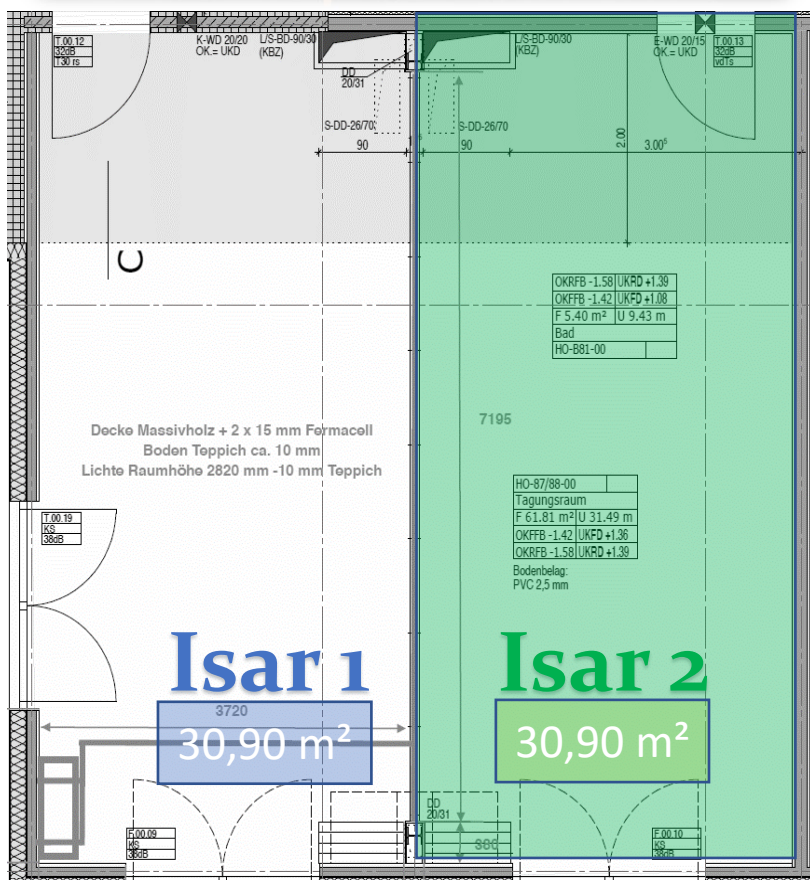 T.00.12
32dB
T30 rs
K-WD 20/20
OK.= UKD
L/S-BD-90/30
(KBZ)
L/S-BD-90/30
(KBZ)
E-WD 20/15
OK.= UKD
T.00.13
32dB
vdTs
DD
20/31
S-DD-26/70
S-DD-26/70
90
90
2.00
3.00⁵
C
OKRFB -1.58 UKRD +1.39
OKFFB -1.42 UKFD +1.08
F 5.40 m² U 9.43 m
Bad
HO-B81-00
7195
Decke Massivholz + 2 x 15 mm Fermacell
Boden Teppich ca. 10 mm
Lichte Raumhöhe 2820 mm -10 mm Teppich
HO-87/88-00
Tagungsraum
F 61.81 m² U 31.49 m
OKFFB -1.42 UKFD +1.36
OKRFB -1.58 UKRD +1.39
Bodenbelag:
PVC 2,5 mm
T.00.19
KS
38dB
Isar 1
Isar 2
3720
30,90 m²
30,90 m²
DD
20/31
F.00.09
KS
38dB
380
F.00.10
KS
38dB